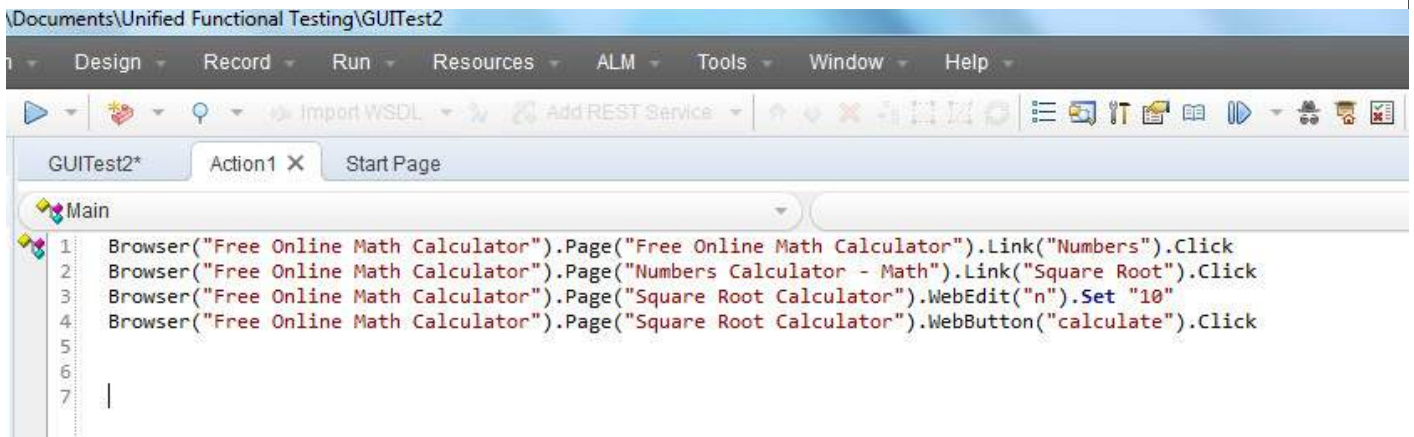 \Documents\Unified Functional Testing\GUITest2
Design Record Run Resources ALM Tools Window Help
Import WSDL Add REST Service
GUITest2* Action1 Start Page
Main
1 Browser("Free Online Math Calculator").Page("Free Online Math Calculator").Link("Numbers").Click
2 Browser("Free Online Math Calculator").Page("Numbers Calculator - Math").Link("Square Root").Click
3 Browser("Free Online Math Calculator").Page("Square Root Calculator").WebEdit("n").Set "10"
4 Browser("Free Online Math Calculator").Page("Square Root Calculator").WebButton("calculate").Click
5
6
7